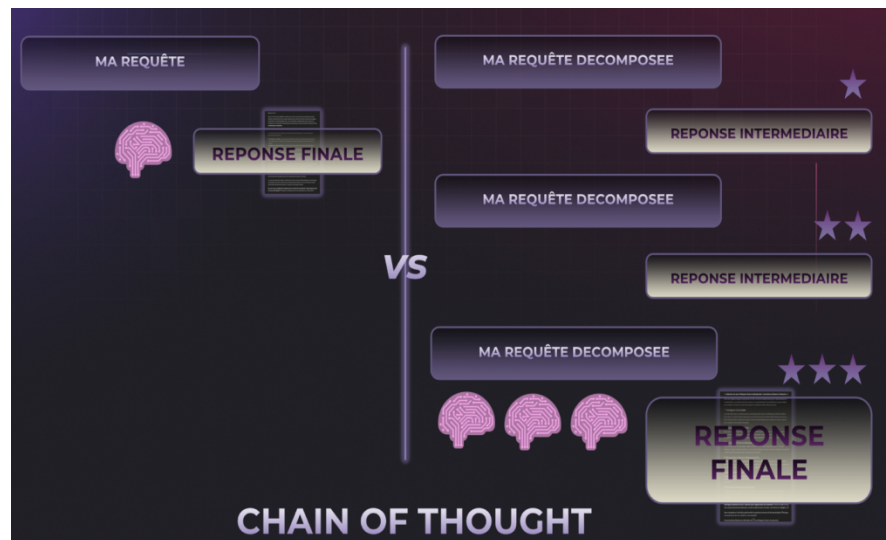 MA REQUÊTE
REPONSE FINALE
VS
MA REQUÊTE DECOMPOSEE
REPONSE INTERMEDIAIRE
MA REQUÊTE DECOMPOSEE
REPONSE INTERMEDIAIRE
MA REQUÊTE DECOMPOSEE
REPONSE
FINALE
CHAIN OF THOUGHT